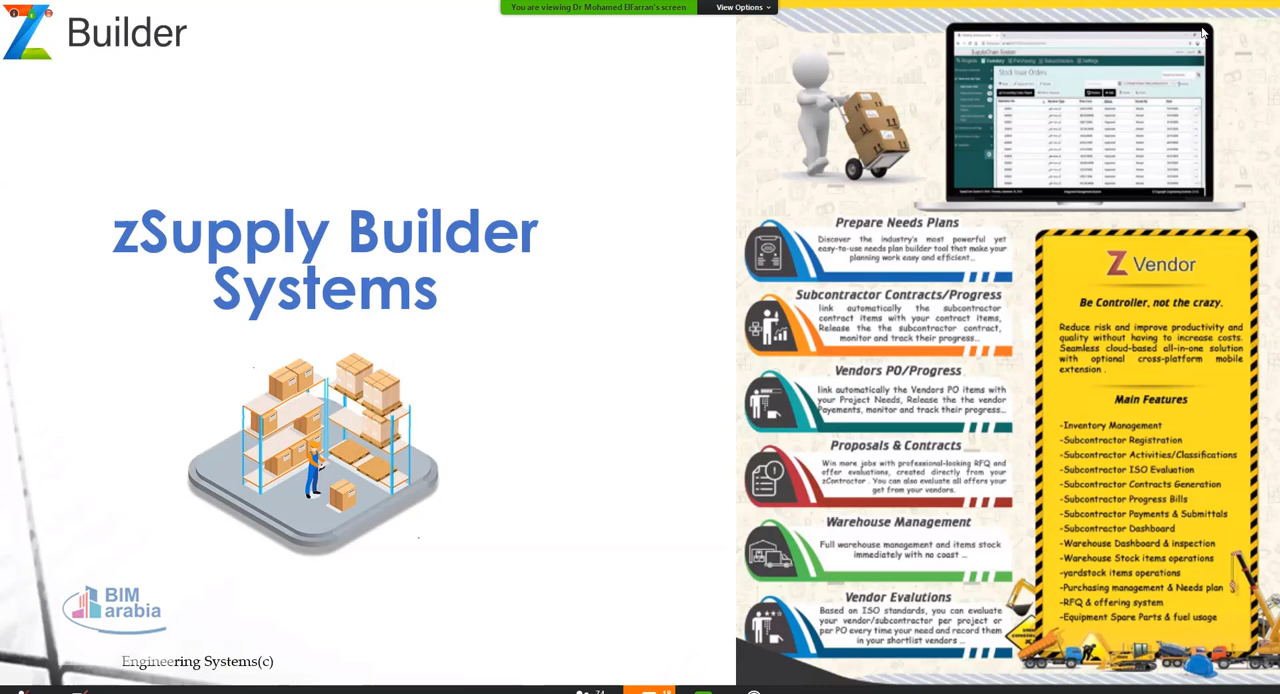 You are viewing Dr Mohamed ElFarran's screen
View Options
Builder
zSupply Builder
Systems
BIM
arabia
Engineering Systems(c)
Stock Issue Orders
Prepare Needs Plans
Discover the industry's most powerful yet
easy-to-use needs plan builder tool that make your
planning work easy and efficient...
Subcontractor Contracts/Progress
link automatically the subcontractor
contract items with your contract items,
Release the the subcontractor contract,
monitor and track their progress...
Vendors PO/Progress
link automatically the Vendors PO items with
your Project Needs, Release the the vendor
Payements, monitor and track their progress...
Proposals & Contracts
Win more jobs with professional-looking RFQ and
offer evaluations, created directly from your
zContractor . You can also evaluate all offers your
get from your vendors.
Warehouse Management
Full warehouse management and items stock
immediately with no coast ...
Vendor Evalutions
Based on ISO standards, you can evaluate
your vendor/subcontractor per project or
per PO every time your need and record them
in your shortlist vendors ...
Z Vendor
Be Controller, not the crazy.
Reduce risk and improve productivity and
quality without having to increase costs.
Seamless cloud-based all-in-one solution
with optional cross-platform mobile
extension .
Main Features
-Inventory Management
-Subcontractor Registration
-Subcontractor Activities/Classifications
-Subcontractor ISO Evaluation
-Subcontractor Contracts Generation
-Subcontractor Progress Bills
-Subcontractor Payments & Submittals
-Subcontractor Dashboard
-Warehouse Dashboard & inspection
-Warehouse Stock items operations
-yardstock items operations
-Purchasing management & Needs plan
-RFQ & offering system
-Equipment Spare Parts & fuel usage